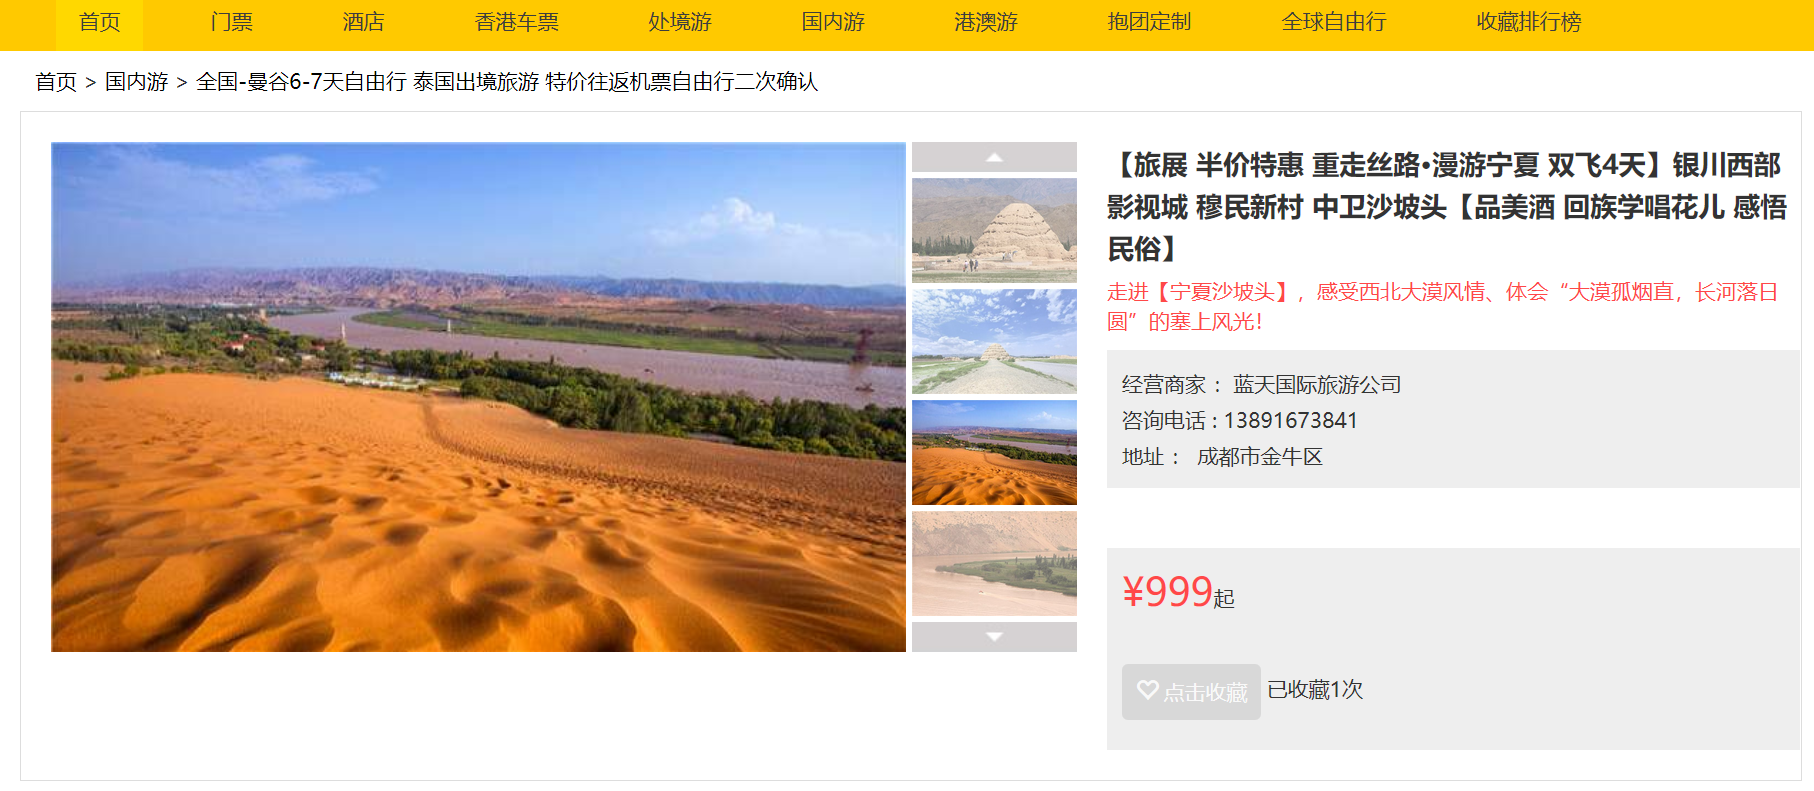 首页 门票 酒店 香港车票 处境游 国内游 港澳游 抱团定制 全球自由行 收藏排行榜
首页 > 国内游 > 全国-曼谷6-7天自由行 泰国出境旅游 特价往返机票自由行二次确认
【旅展 半价特惠 重走丝路•漫游宁夏 双飞4天】银川西部
影视城 穆民新村 中卫沙坡头【品美酒 回族学唱花儿 感悟
民俗】
走进【宁夏沙坡头】，感受西北大漠风情、体会“大漠孤烟直，长河落日
圆”的塞上风光！
经营商家 ： 蓝天国际旅游公司
咨询电话 : 13891673841
地址 ： 成都市金牛区
¥999起
点击收藏 已收藏1次